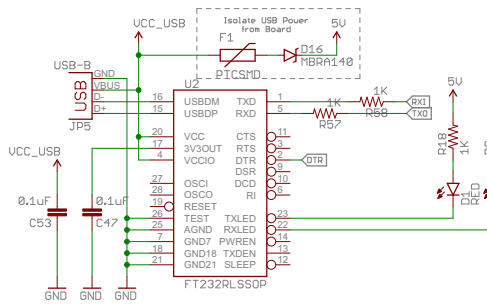 Isolate USB Power
from Board
VCC_USB
5V
F1
D16
MBRA140
PTCSMD
USB-B
GND
VBUS
D-
D+
USB
JP5
U2
16 USBDM
15 USBDP
20 VCC
17 3V3OUT
4 VCCIO
27 OSCI
28 OSCO
19 RESET
26 TEST
25 AGND
7 GND7
18 GND18
21 GND21
TXD 1
RXD 5
CTS 11
RTS 3
DTR 2
DSR 9
DCD 10
RI 6
TXLED 23
RXLED 22
PWREN 14
TXDEN 13
SLEEP 12
FT232RLSSOP
1K
R58
RXI
1K
R57
TXO
DTR
5V
R18
1K
D1
RED
VCC_USB
0.1uF
C53
0.1uF
C47
GND
GND
GND